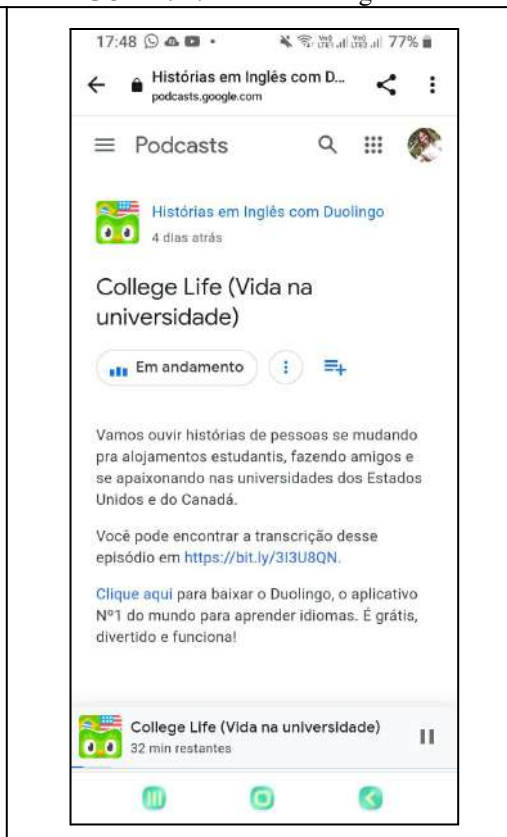 17:48 77%
Histórias em Inglês com D...
podcasts.google.com
Podcasts
Histórias em Inglês com Duolingo
4 dias atrás
College Life (Vida na
universidade)
Em andamento
Vamos ouvir histórias de pessoas se mudando
pra alojamentos estudantis, fazendo amigos e
se apaixonando nas universidades dos Estados
Unidos e do Canadá.
Você pode encontrar a transcrição desse
episódio em https://bit.ly/3I3U8QN.
Clique aqui para baixar o Duolingo, o aplicativo
Nº1 do mundo para aprender idiomas. É grátis,
divertido e funciona!
College Life (Vida na universidade)
32 min restantes